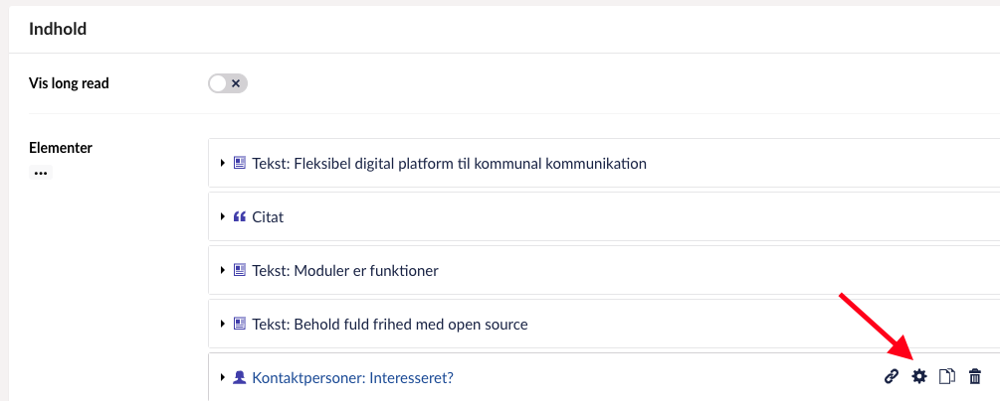 Indhold
Vis long read
Elementer
Tekst: Fleksibel digital platform til kommunal kommunikation
Citat
Tekst: Moduler er funktioner
Tekst: Behold fuld frihed med open source
Kontaktpersoner: Interesseret?